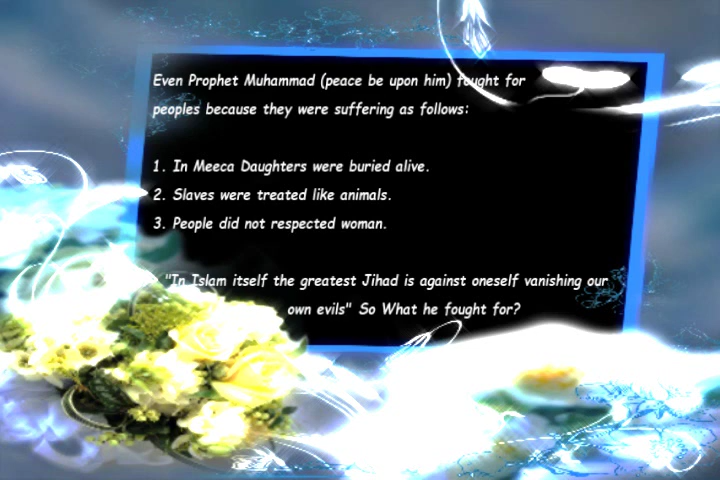 Even Prophet Muhammad (peace be upon him) fought for
peoples because they were suffering as follows:
1. In Meeca Daughters were buried alive.
2. Slaves were treated like animals.
3. People did not respected woman.
"In Islam itself the greatest Jihad is against oneself vanishing our
own evils" So What he fought for?